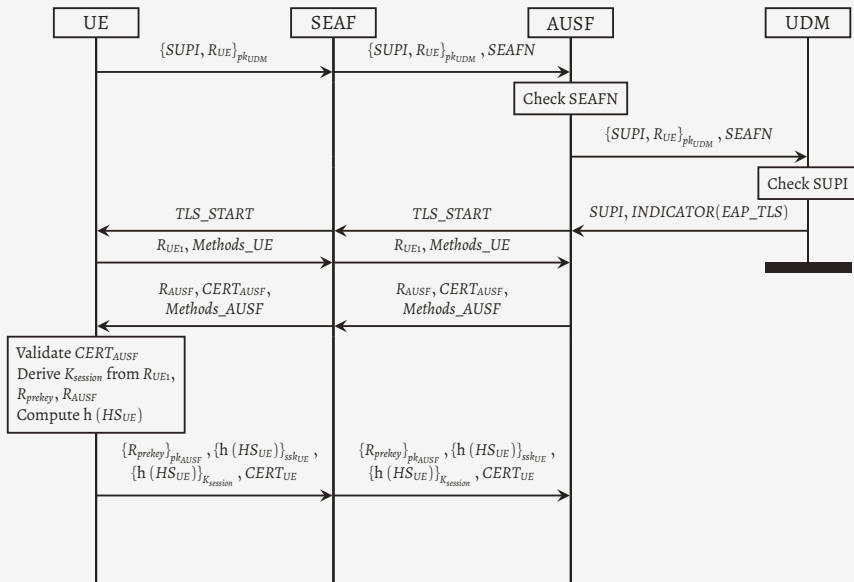 UE SEAF AUSF UDM
{SUPI, R_UE}_pk_UDM {SUPI, R_UE}_pk_UDM , SEAFN
Check SEAFN
{SUPI, R_UE}_pk_UDM , SEAFN
Check SUPI
TLS_START TLS_START SUPI, INDICATOR(EAP_TLS)
R_UE1, Methods_UE R_UE1, Methods_UE
R_AUSF, CERT_AUSF, R_AUSF, CERT_AUSF,
Methods_AUSF Methods_AUSF
Validate CERT_AUSF
Derive K_session from R_UE1,
R_prekey, R_AUSF
Compute h (HS_UE)
{R_prekey}_pk_AUSF , {h (HS_UE)}_ssk_UE , {R_prekey}_pk_AUSF , {h (HS_UE)}_ssk_UE ,
{h (HS_UE)}_K_session , CERT_UE {h (HS_UE)}_K_session , CERT_UE